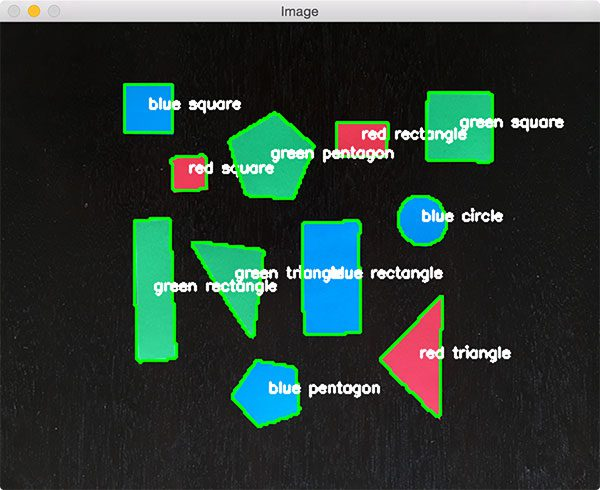 Image
blue square
green square
red rectangle
green pentagon
red square
blue circle
green triangle
blue rectangle
green rectangle
red triangle
blue pentagon